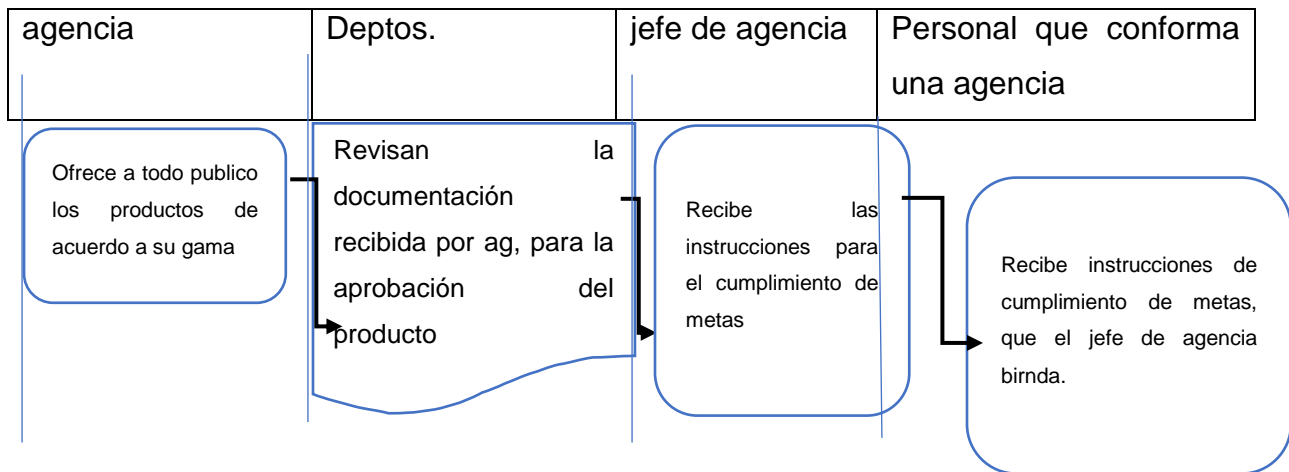 agencia
Deptos.
jefe de agencia
Personal que conforma
una agencia
Ofrece a todo publico
los productos de
acuerdo a su gama
Revisan la
documentación
recibida por ag, para la
aprobación del
producto
Recibe las
instrucciones para
el cumplimiento de
metas
Recibe instrucciones de
cumplimiento de metas,
que el jefe de agencia
birnda.